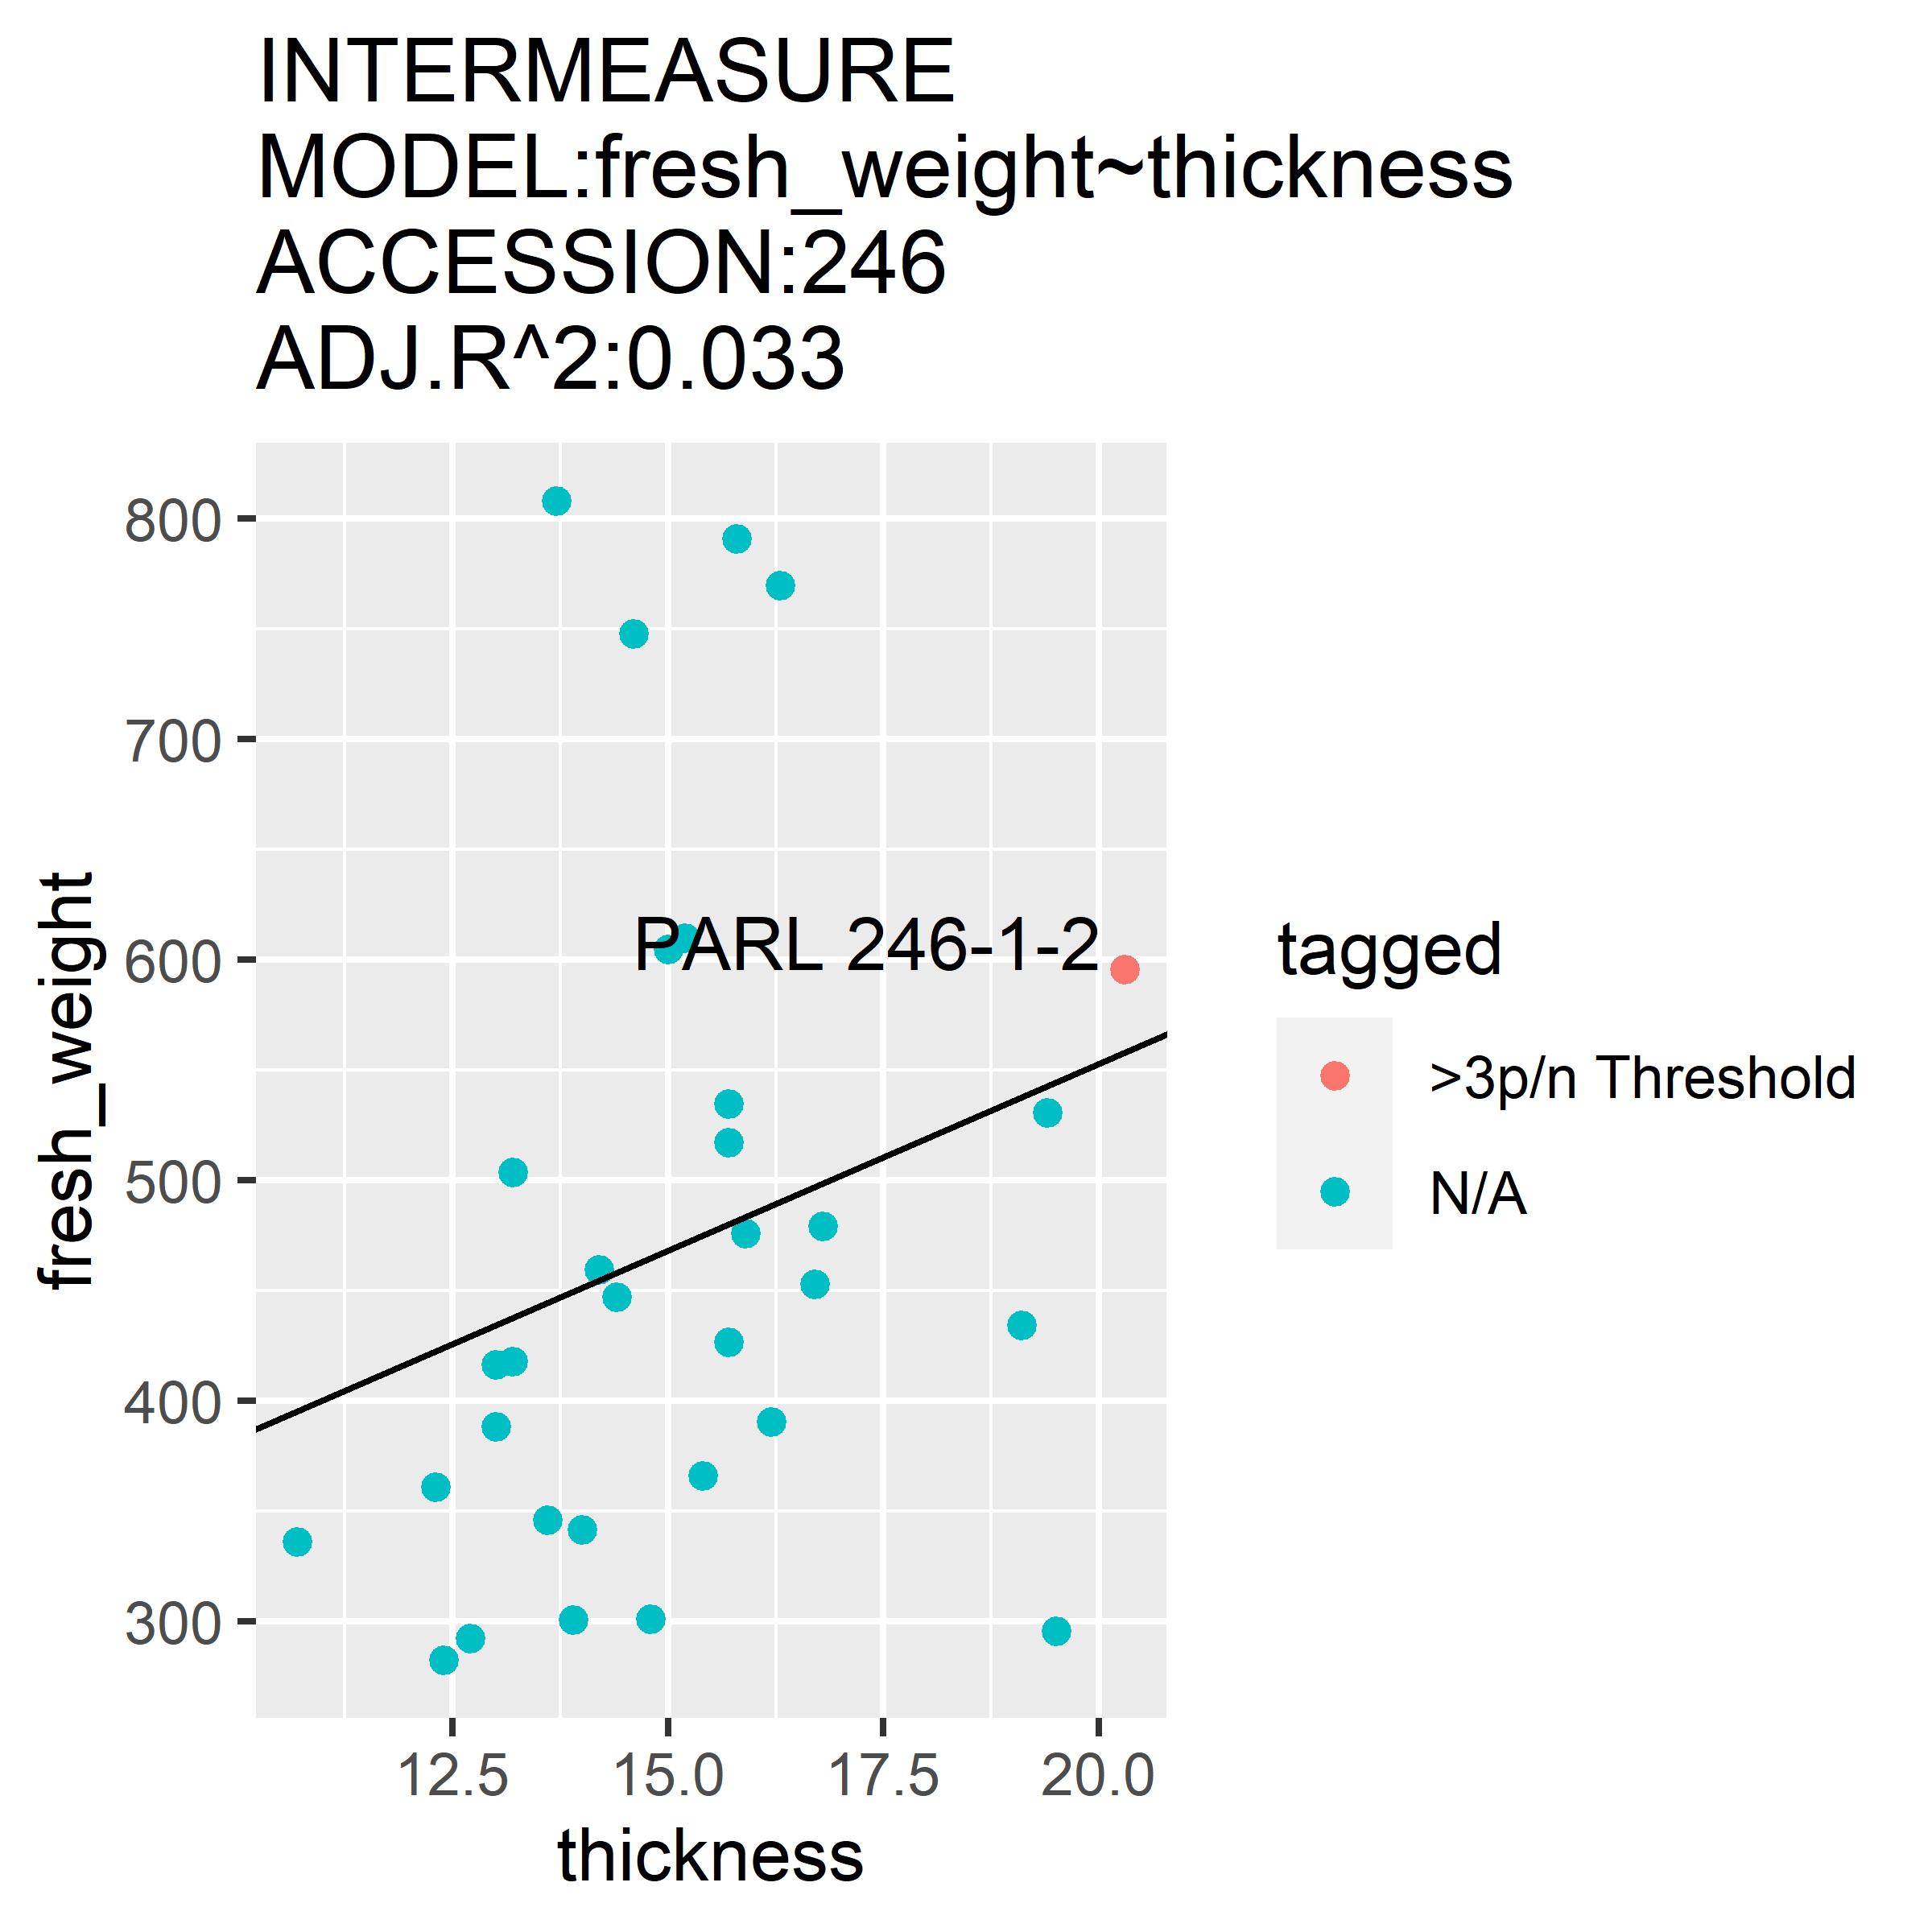 INTERMEASURE
MODEL:fresh_weight~thickness
ACCESSION:246
ADJ.R^2:0.033
800
700
600
500
400
300
fresh_weight
PARL 246-1-2
12.5
15.0
17.5
20.0
thickness
tagged
>3p/n Threshold
N/A